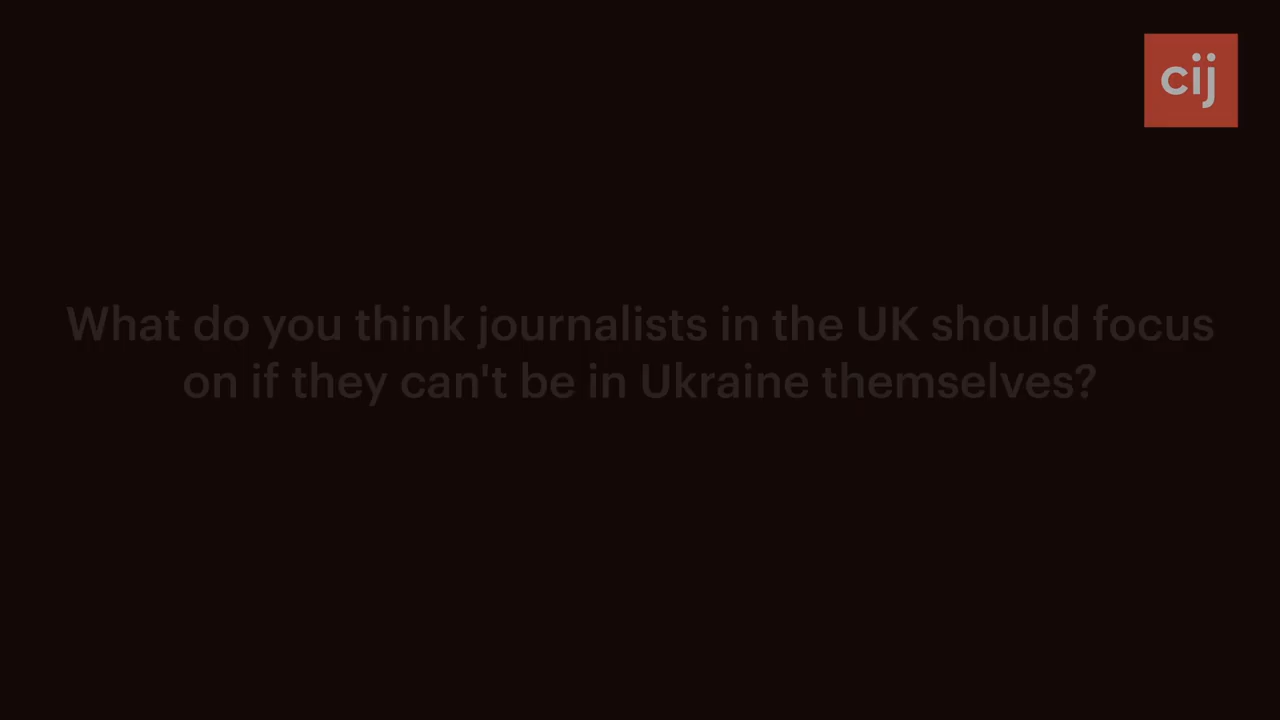 cij
What do you think journalists in the UK should focus
on if they can't be in Ukraine themselves?